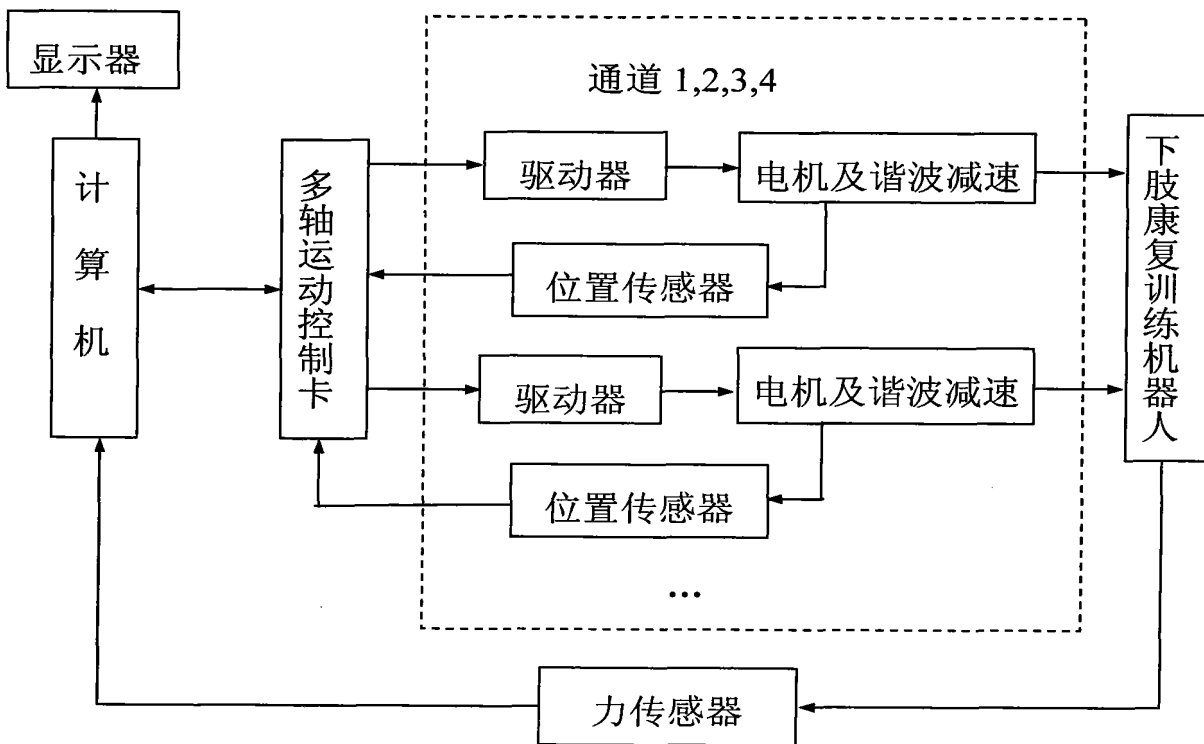 显示器
通道 1,2,3,4
计算机
多轴运动控制卡
驱动器
电机及谐波减速
下肢康复训练机器人
位置传感器
驱动器
电机及谐波减速
位置传感器
...
力传感器